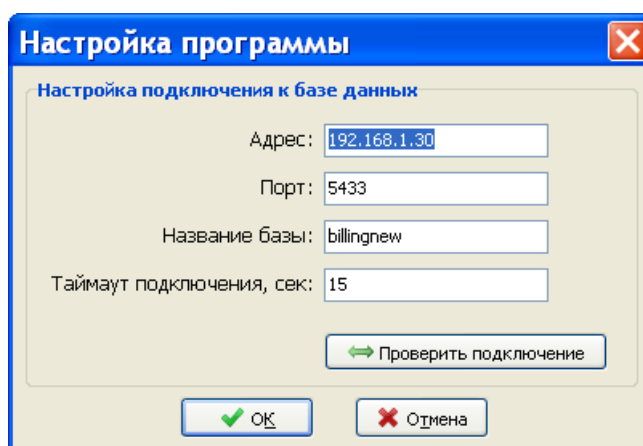 Настройка программы
Настройка подключения к базе данных
Адрес: 192.168.1.30
Порт: 5433
Название базы: billingnew
Таймаут подключения, сек: 15
Проверить подключение
ОК Отмена